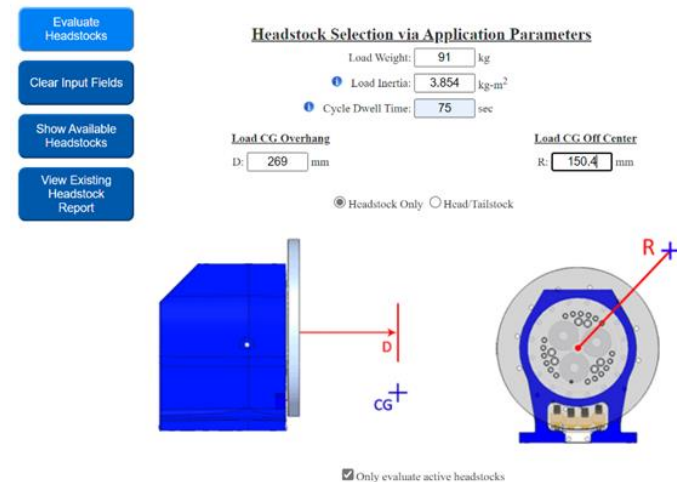 Evaluate
Headstocks
Clear Input Fields
Show Available
Headstocks
View Existing
Headstock
Report
Headstock Selection via Application Parameters
Load Weight: 91 kg
i Load Inertia: 3.854 kg-m²
i Cycle Dwell Time: 75 sec
Load CG Overhang
D: 269 mm
Load CG Off Center
R: 150.4 mm
Headstock Only Head/Tailstock
R
D
CG
Only evaluate active headstocks